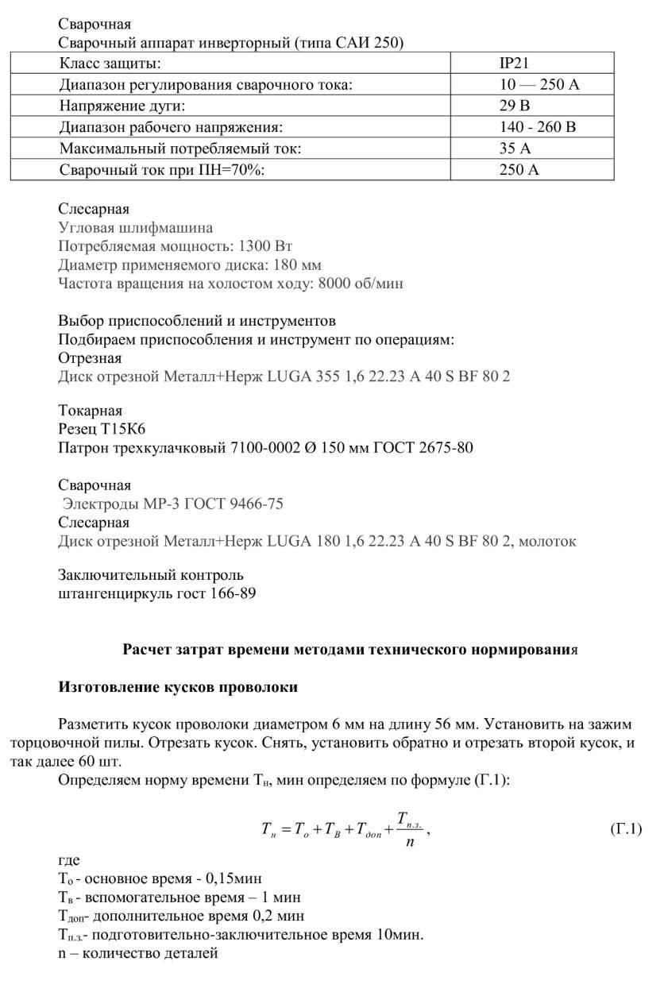 Сварочная
Сварочный аппарат инверторный (типа САИ 250)
Класс защиты: IP21
Диапазон регулирования сварочного тока: 10 — 250 А
Напряжение дуги: 29 В
Диапазон рабочего напряжения: 140 - 260 В
Максимальный потребляемый ток: 35 А
Сварочный ток при ПН=70%: 250 А
Слесарная
Угловая шлифмашина
Потребляемая мощность: 1300 Вт
Диаметр применяемого диска: 180 мм
Частота вращения на холостом ходу: 8000 об/мин
Выбор приспособлений и инструментов
Подбираем приспособления и инструмент по операциям:
Отрезная
Диск отрезной Металл+Нерж LUGA 355 1,6 22.23 A 40 S BF 80 2
Токарная
Резец Т15К6
Патрон трехкулачковый 7100-0002 Ø 150 мм ГОСТ 2675-80
Сварочная
Электроды МР-3 ГОСТ 9466-75
Слесарная
Диск отрезной Металл+Нерж LUGA 180 1,6 22.23 A 40 S BF 80 2, молоток
Заключительный контроль
штангенциркуль гост 166-89
Расчет затрат времени методами технического нормирования
Изготовление кусков проволоки
Разметить кусок проволоки диаметром 6 мм на длину 56 мм. Установить на зажим
торцовочной пилы. Отрезать кусок. Снять, установить обратно и отрезать второй кусок, и
так далее 60 шт.
Определяем норму времени Тн, мин определяем по формуле (Г.1):
Tн = Tо + TВ + Tдоп + Tп.з./n , (Г.1)
где
То - основное время - 0,15мин
Тв - вспомогательное время – 1 мин
Тдоп- дополнительное время 0,2 мин
Тп.з.- подготовительно-заключительное время 10мин.
n – количество деталей